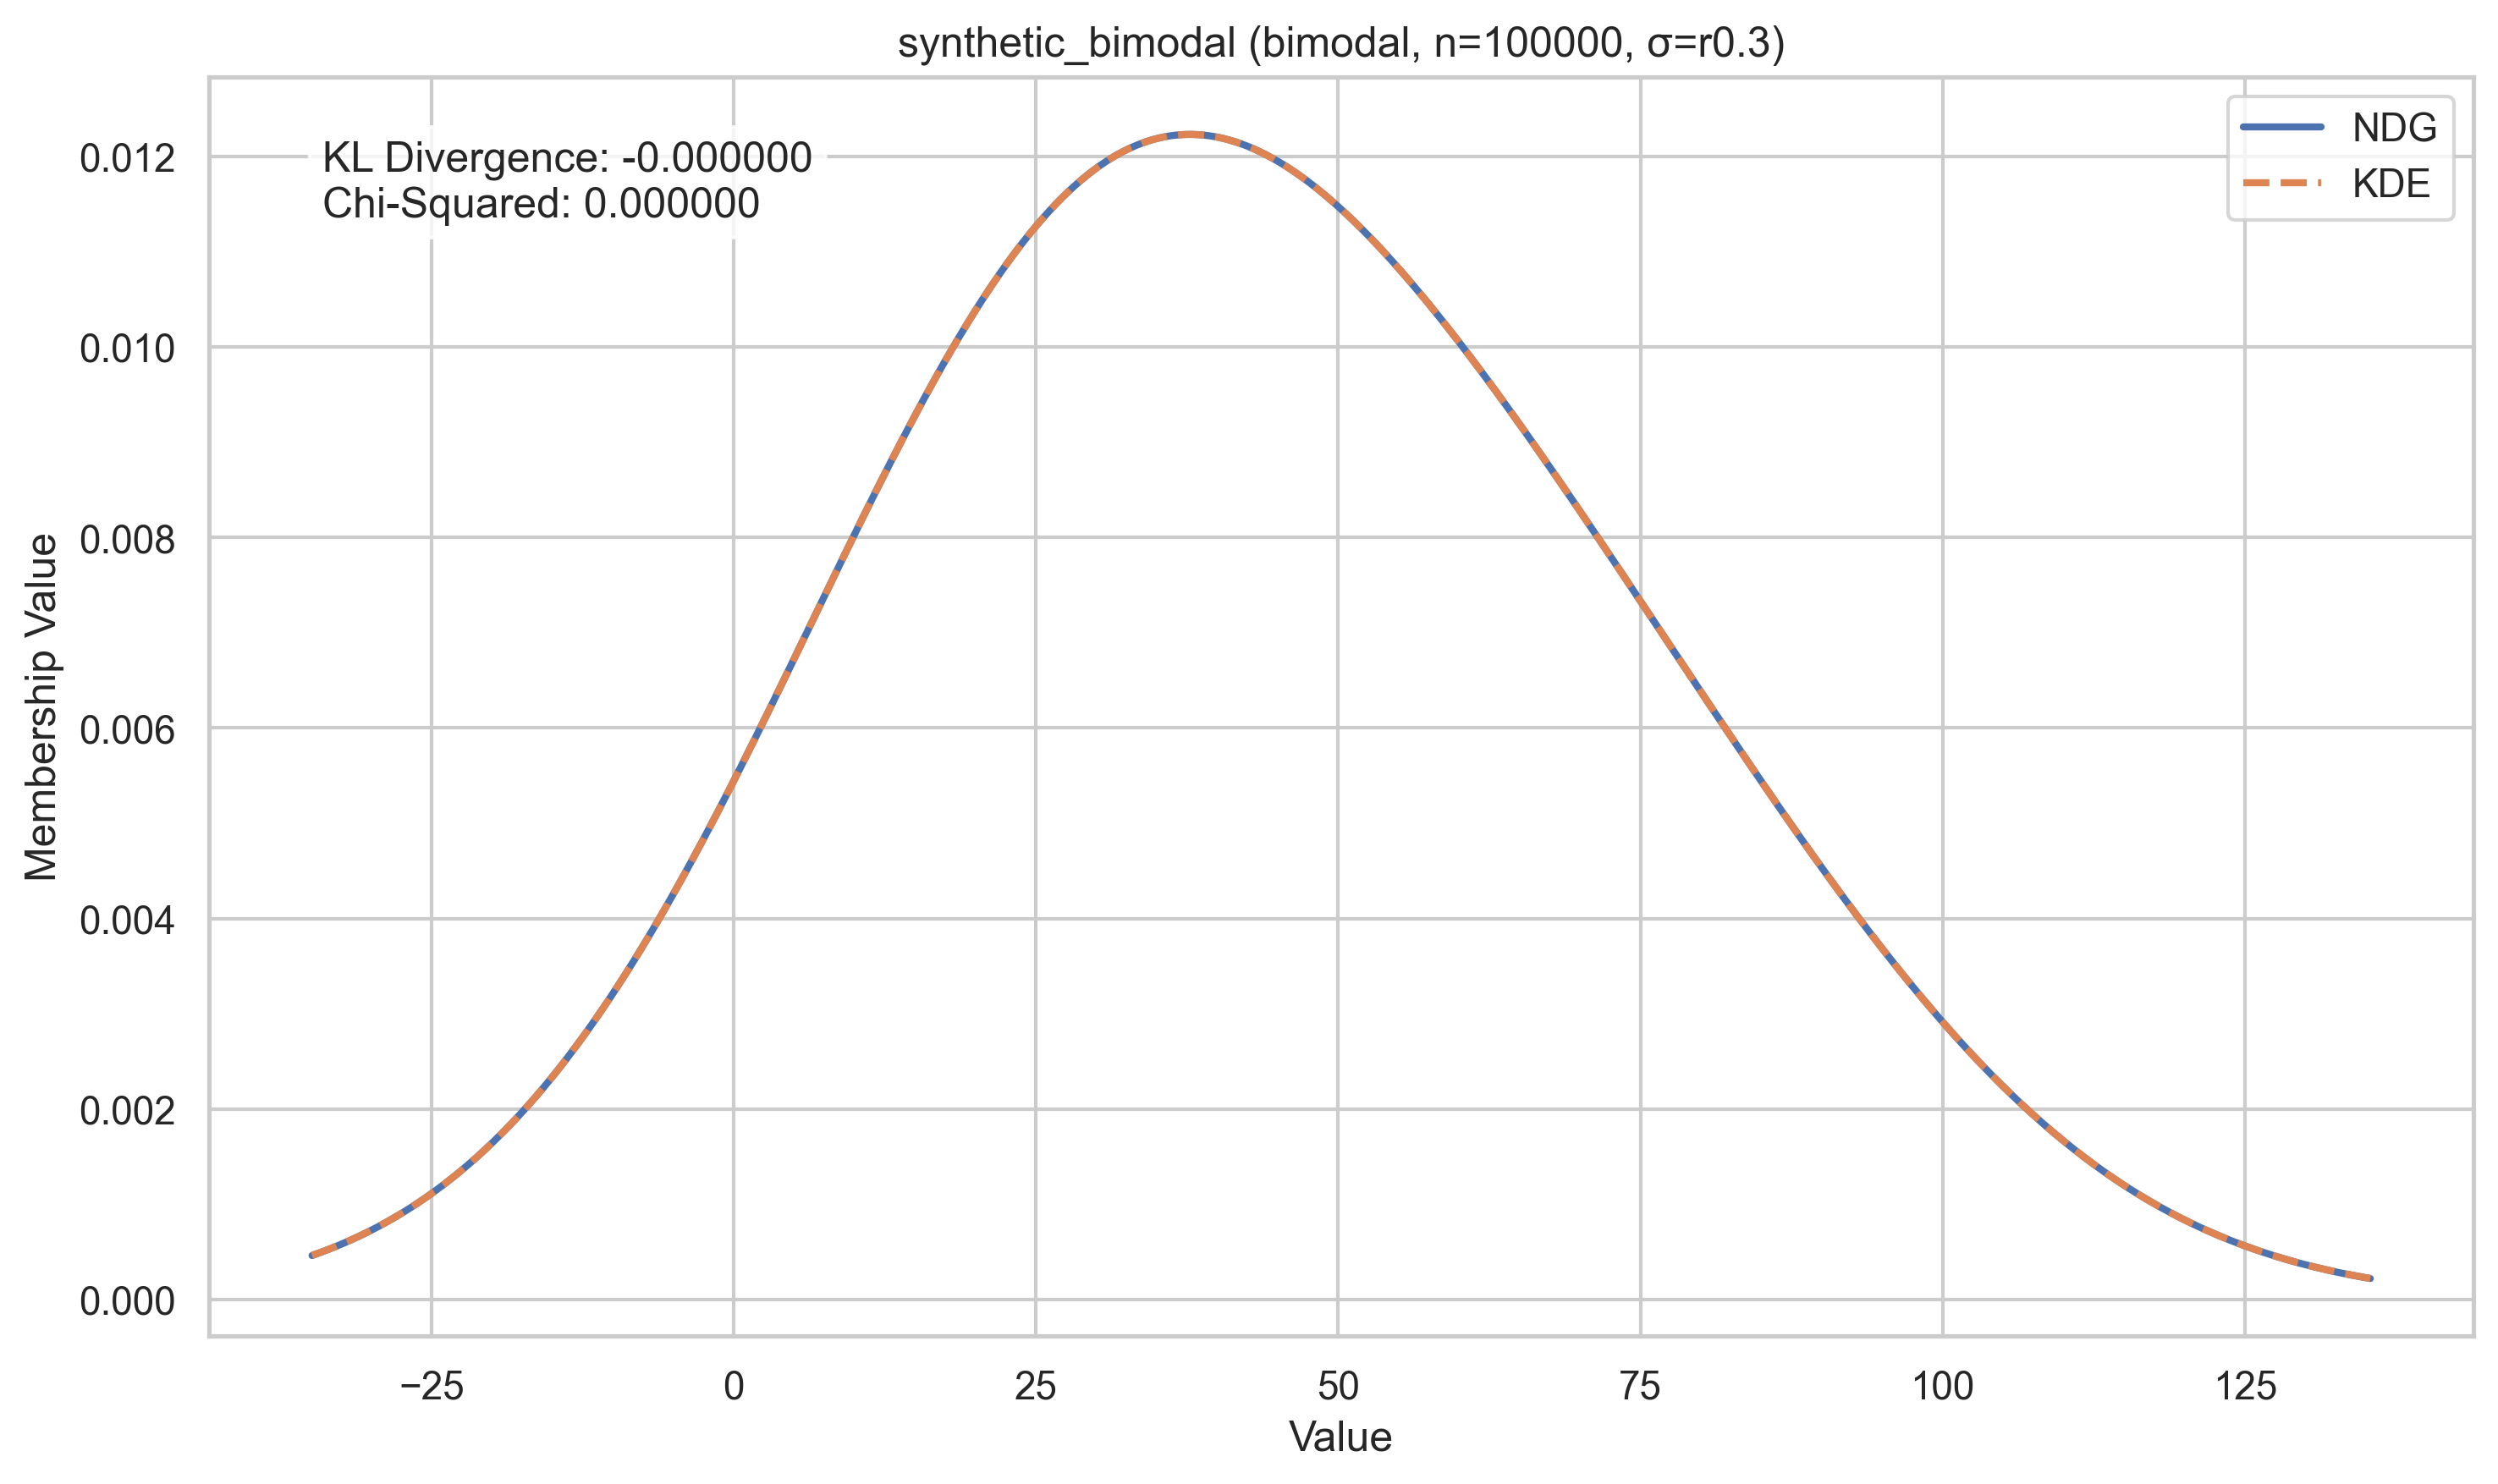 synthetic_bimodal (bimodal, n=100000, σ=r0.3)
KL Divergence: -0.000000
Chi-Squared: 0.000000
NDG
KDE
Membership Value
0.012
0.010
0.008
0.006
0.004
0.002
0.000
−25
0
25
50
75
100
125
Value